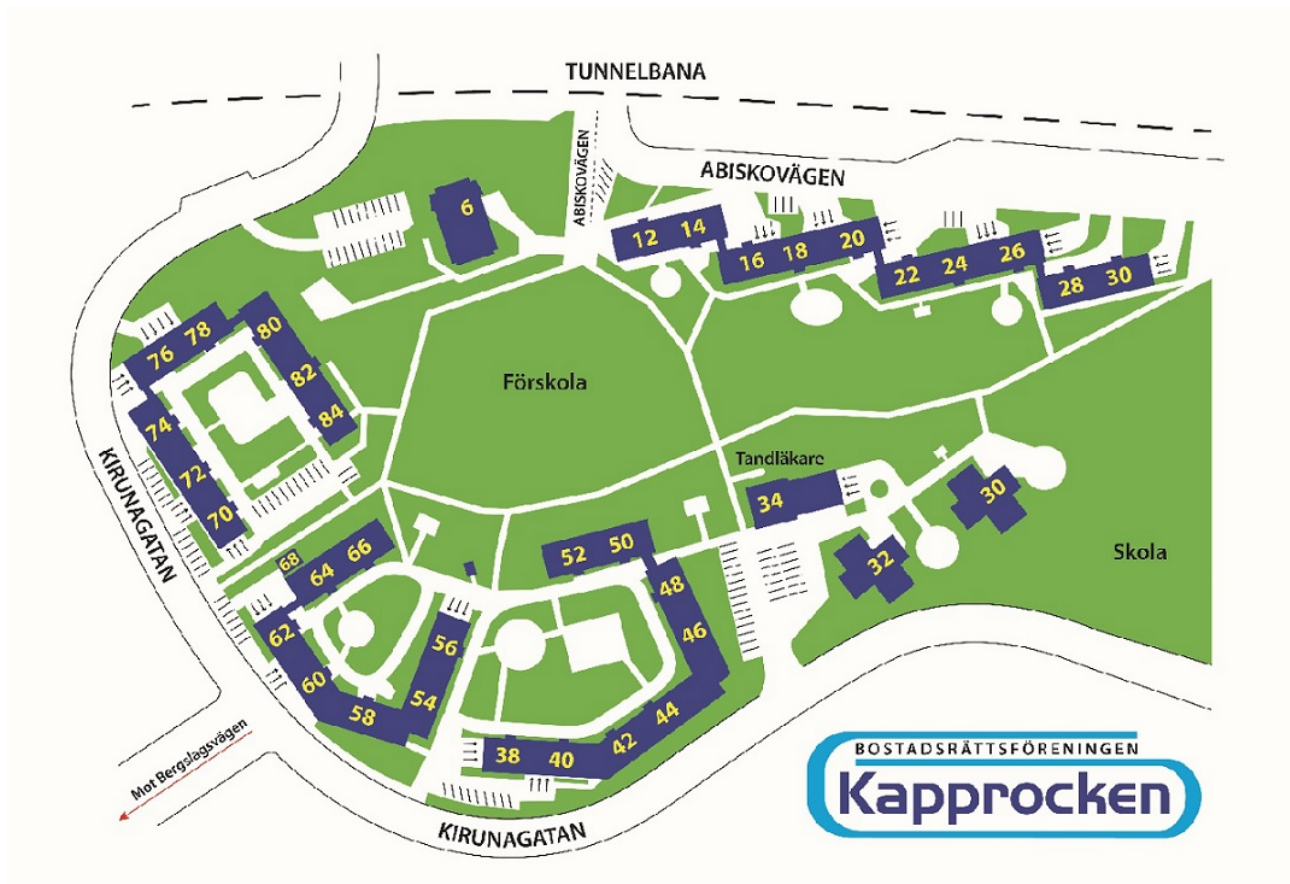 TUNNELBANA
ABISKOVÄGEN
ABISKOVÄGEN
6
12 14
16 18 20
22 24 26
28 30
76 78 80
82
84
74
72
70
Förskola
KIRUNAGATAN
Tandläkare
34
30
32
Skola
68
64 66
62
60
58
56
54
52 50
48
46
44
42
38 40
Mot Bergslagsvägen
KIRUNAGATAN
BOSTADSRÄTTSFÖRENINGEN
Kapprocken